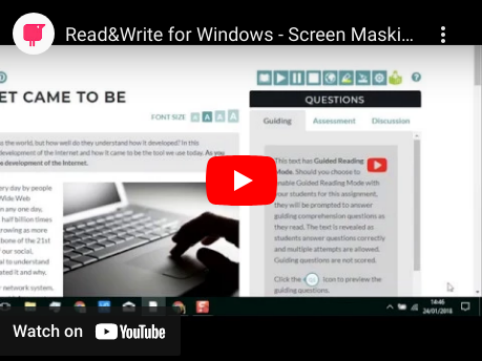 Read&Write for Windows - Screen Maski...
ET CAME TO BE
FONT SIZE A A A A
s the world, but how well do they understand how it developed? In this
development of the Internet and how it came to be the tool we use today. As you
e development of the Internet.
ery day by people
Wide Web
n any one day,
half billion times
growing as more
bone of the 21st
f our social,
al to understand
ated it and why.
r network system,
QUESTIONS
Guiding Assessment Discussion
This text has Guided Reading
Mode. Should you choose to
enable Guided Reading Mode with
your students for this assignment,
they will be prompted to answer
guiding comprehension questions as
they read. The text is revealed as
students answer questions correctly
and multiple attempts are allowed.
Guiding questions are not scored.
Click the icon to preview the
guiding questions.
14:46
24/01/2018
Watch on YouTube